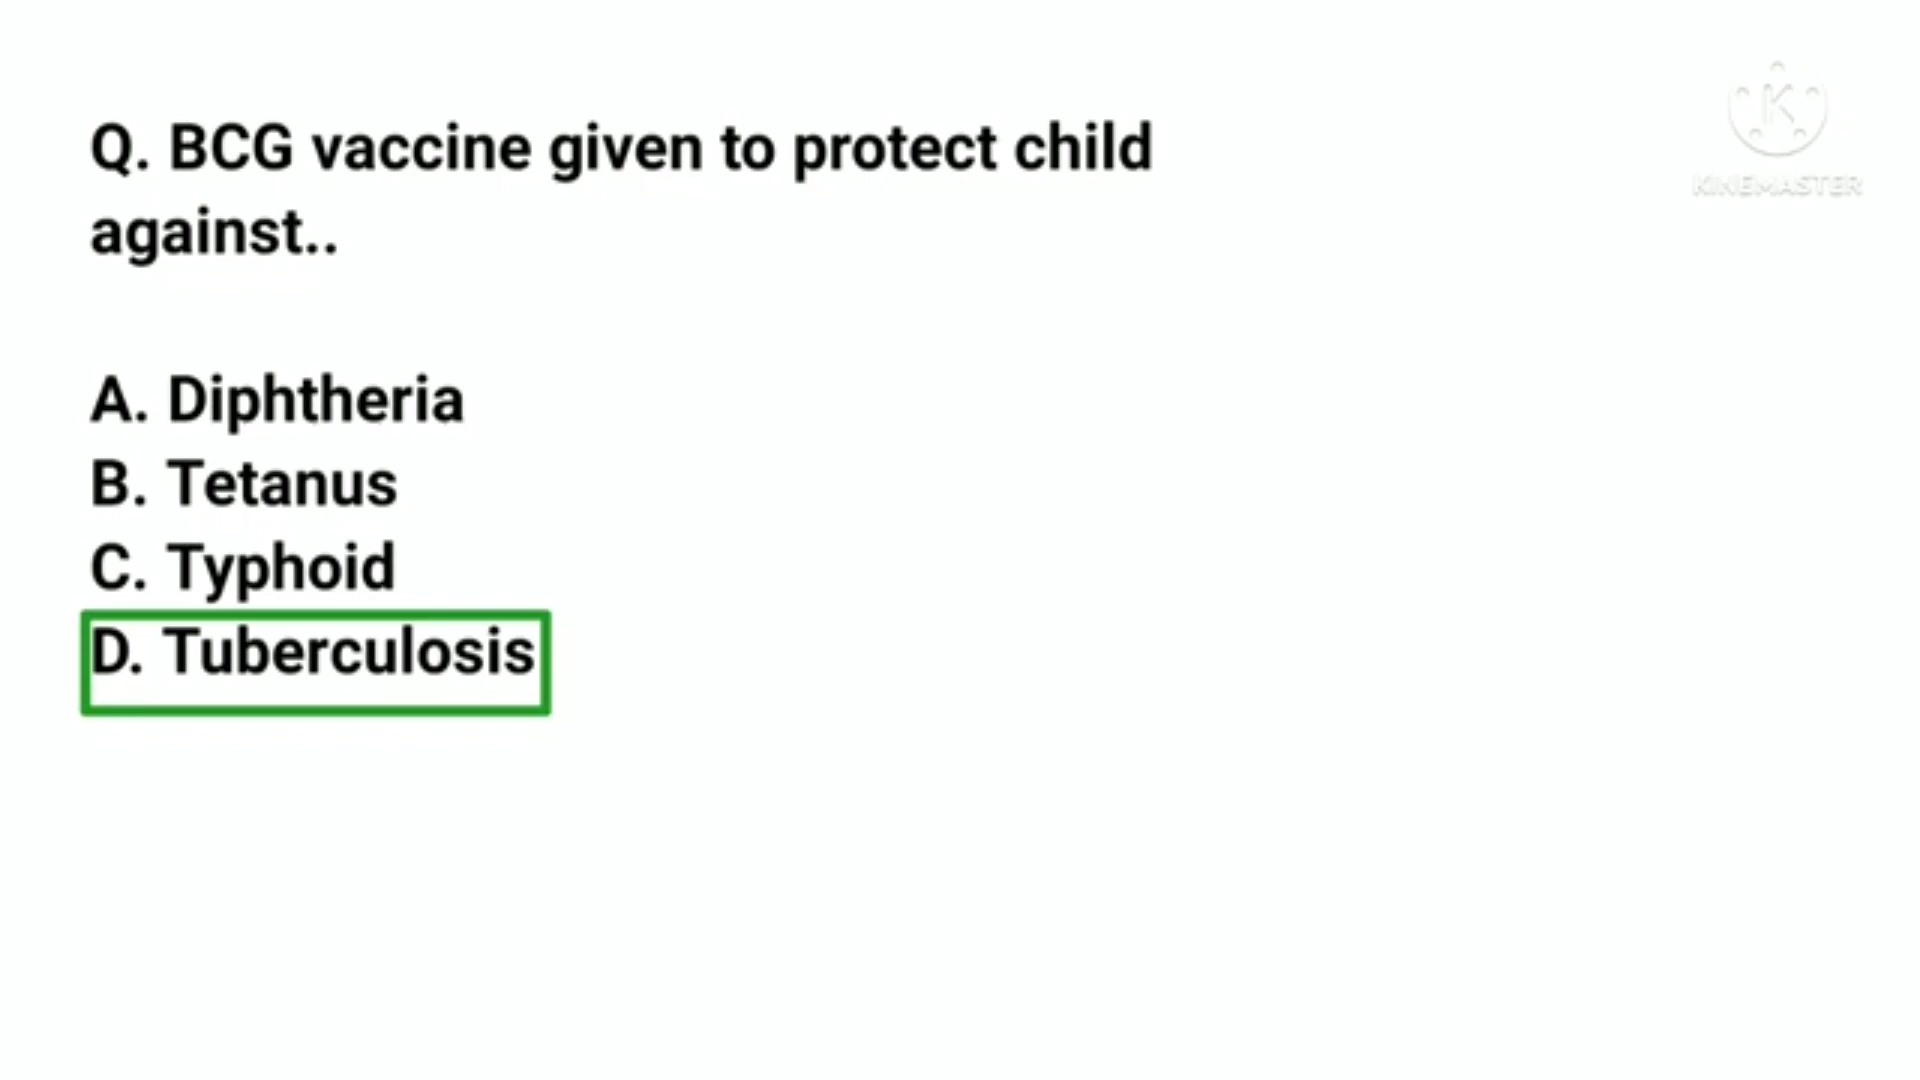 Q. BCG vaccine given to protect child
against..
A. Diphtheria
B. Tetanus
C. Typhoid
D. Tuberculosis
K
KINEMASTER